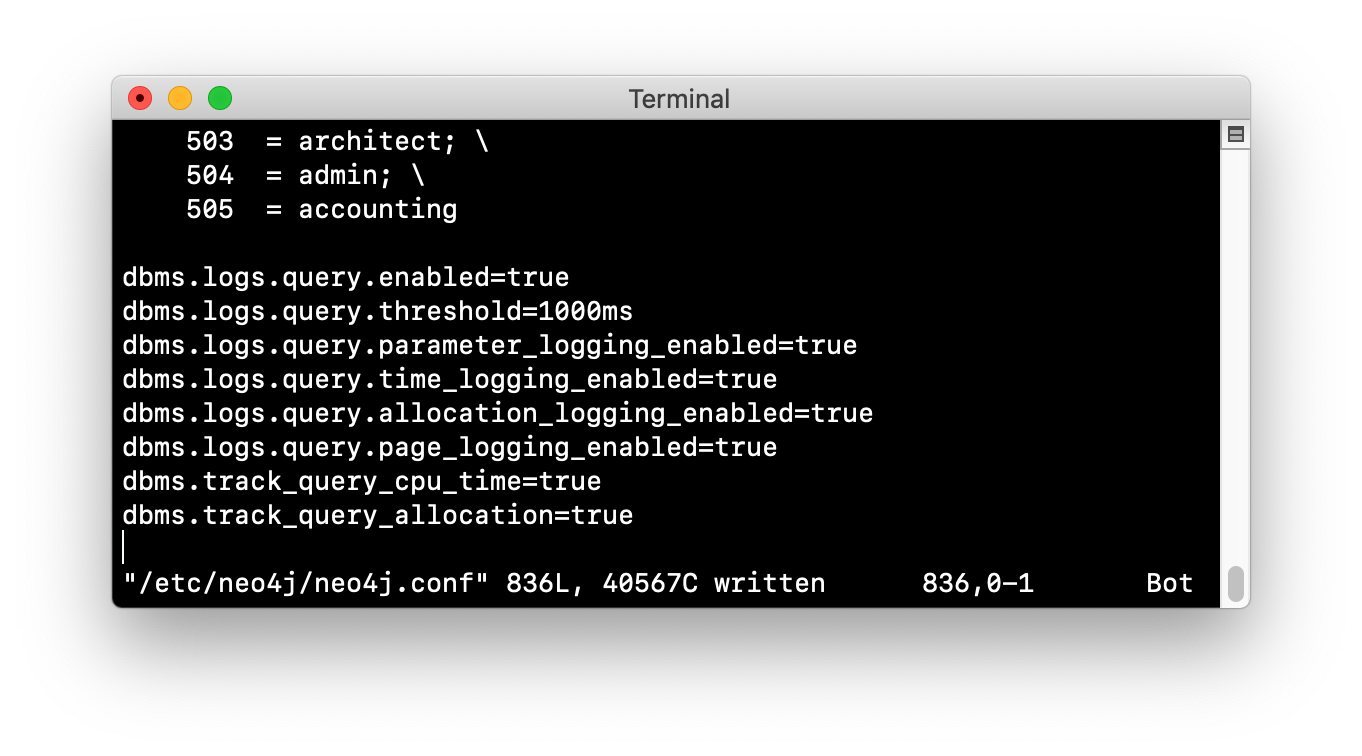 Terminal
503  = architect; \
504  = admin; \
505  = accounting
dbms.logs.query.enabled=true
dbms.logs.query.threshold=1000ms
dbms.logs.query.parameter_logging_enabled=true
dbms.logs.query.time_logging_enabled=true
dbms.logs.query.allocation_logging_enabled=true
dbms.logs.query.page_logging_enabled=true
dbms.track_query_cpu_time=true
dbms.track_query_allocation=true
"/etc/neo4j/neo4j.conf" 836L, 40567C written      836,0-1       Bot